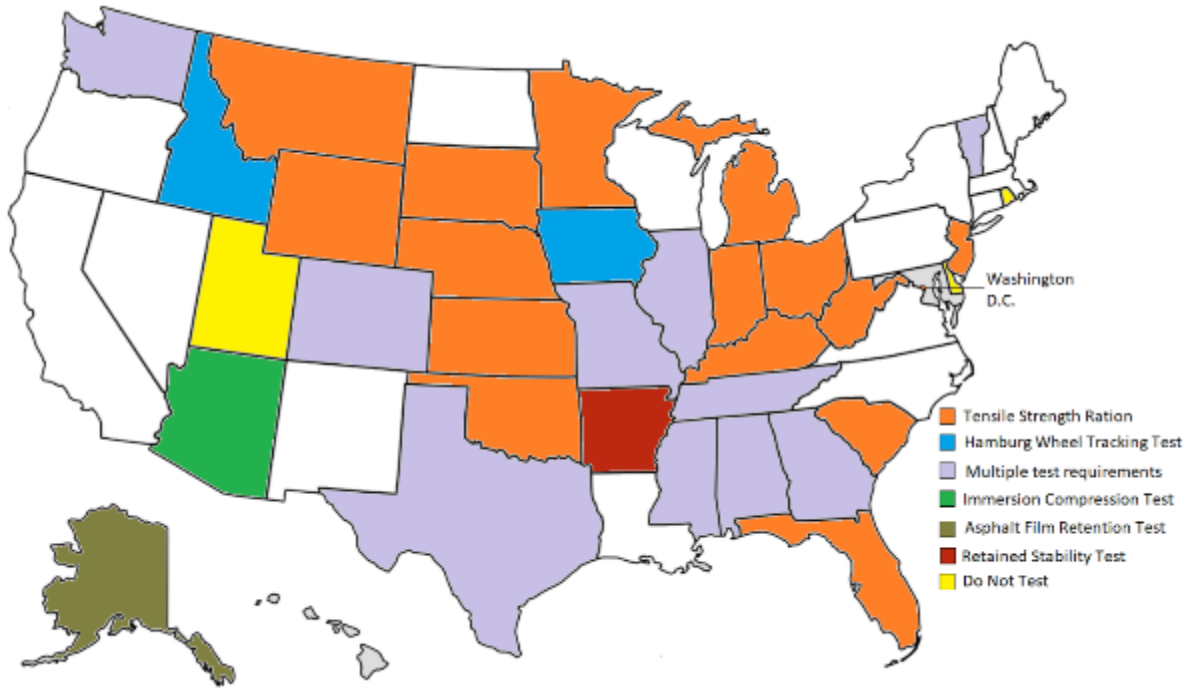 Washington
D.C.
Tensile Strength Ration
Hamburg Wheel Tracking Test
Multiple test requirements
Immersion Compression Test
Asphalt Film Retention Test
Retained Stability Test
Do Not Test